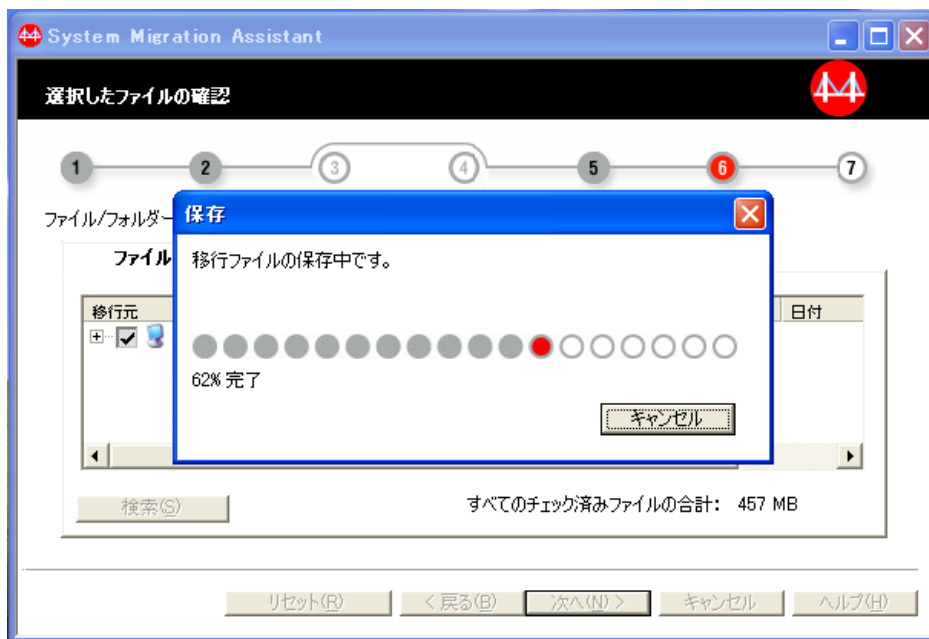 System Migration Assistant
選択したファイルの確認
1 2 3 4 5 6 7
ファイル/フォルダー
ファイル
移行元 日付
保存
移行ファイルの保存中です。
62% 完了
キャンセル
検索(S) すべてのチェック済みファイルの合計: 457 MB
リセット(R) < 戻る(B) 次へ(N) > キャンセル ヘルプ(H)